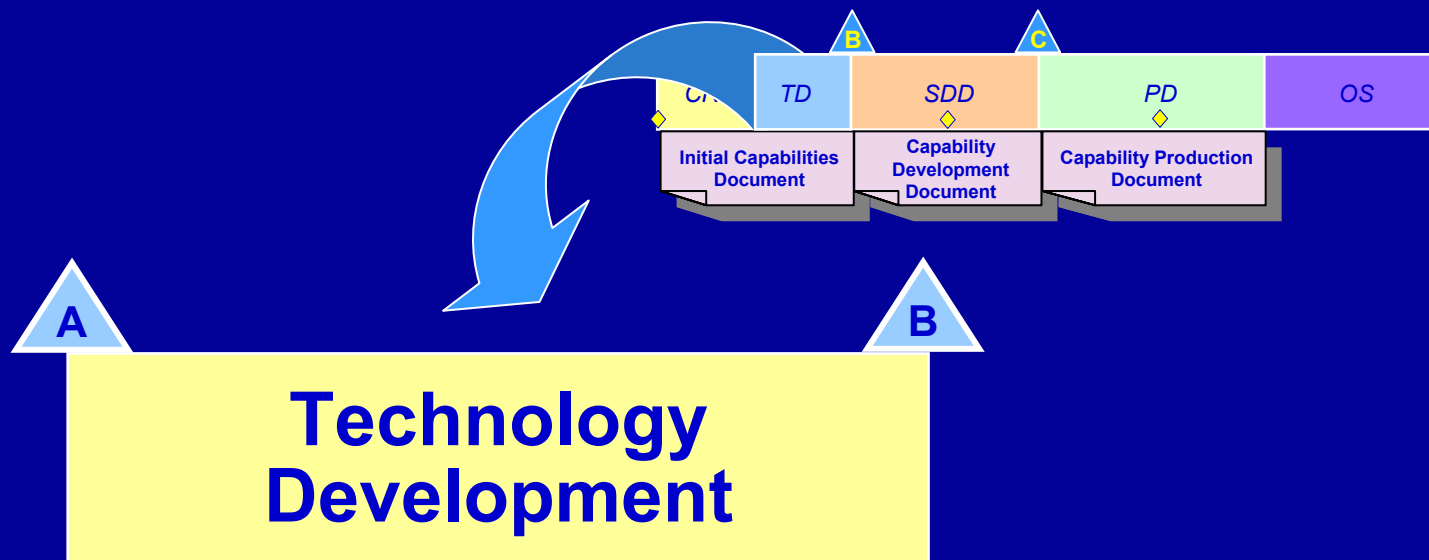 B
C
TD
SDD
PD
OS
Initial Capabilities
Document
Capability
Development
Document
Capability Production
Document
A
B
Technology
Development